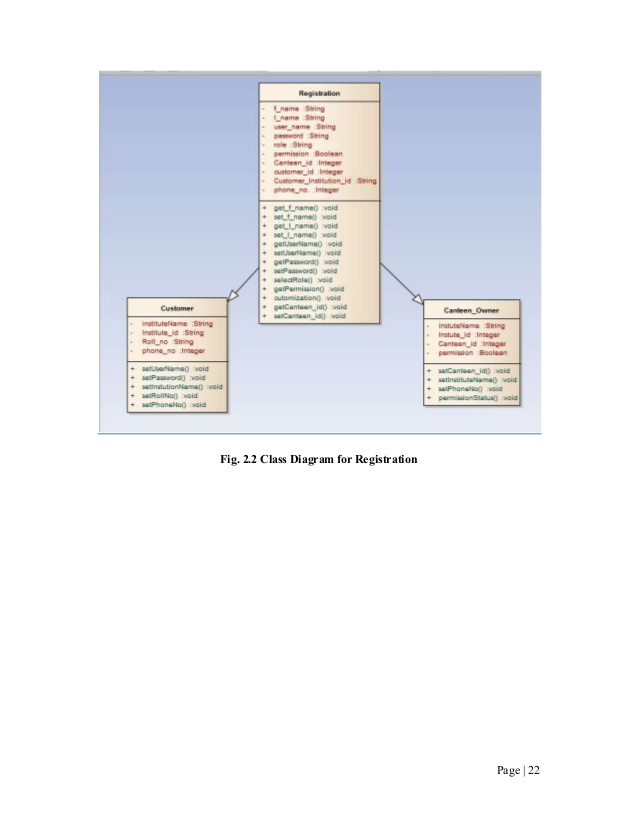 Registration
- f_name :String
- l_name :String
- user_name :String
- password :String
- role :String
- permission :Boolean
- Canteen_id :Integer
- customer_id :Integer
- Customer_Institution_id :String
- phone_no. :Integer
+ get_f_name() :void
+ set_f_name() :void
+ get_l_name() :void
+ set_l_name() :void
+ getUserName() :void
+ setUserName() :void
+ getPassword() :void
+ setPassword() :void
+ selectRole() :void
+ getPermission() :void
+ cutomization() :void
+ getCanteen_id() :void
+ setCanteen_id() :void
Customer
- instituteName :String
- Institute_id :String
- Roll_no :String
- phone_no :Integer
+ setUserName() :void
+ setPassword() :void
+ setInstutionName() :void
+ setRollNo() :void
+ setPhoneNo() :void
Canteen_Owner
- instuteName :String
- Instute_id :Integer
- Canteen_id :Integer
- permission :Boolean
+ setCanteen_id() :void
+ setInstituteName() :void
+ setPhoneNo() :void
+ permissionStatus() :void
Fig. 2.2 Class Diagram for Registration
Page | 22